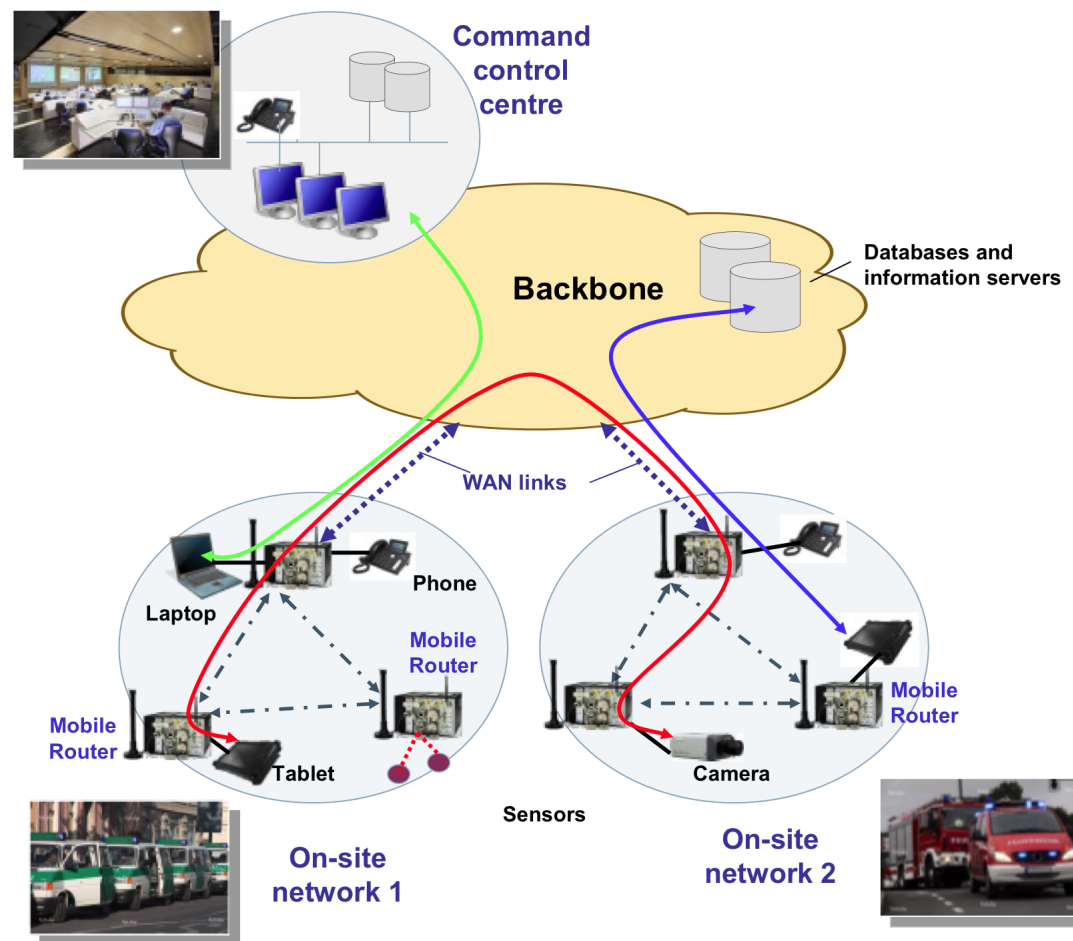 Command
control
centre
Databases and
information servers
Backbone
WAN links
Phone
Laptop
Mobile
Router
Mobile
Router
Mobile
Router
Tablet
Camera
Sensors
On-site
network 1
On-site
network 2